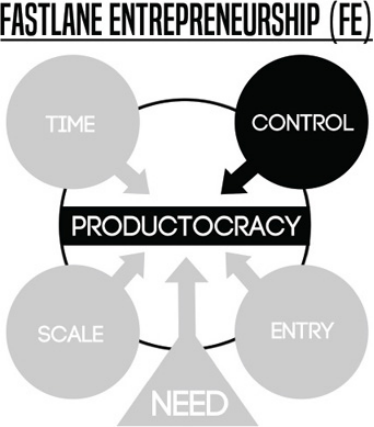 FASTLANE ENTREPRENEURSHIP (FE)
TIME
CONTROL
PRODUCTOCRACY
SCALE
ENTRY
NEED